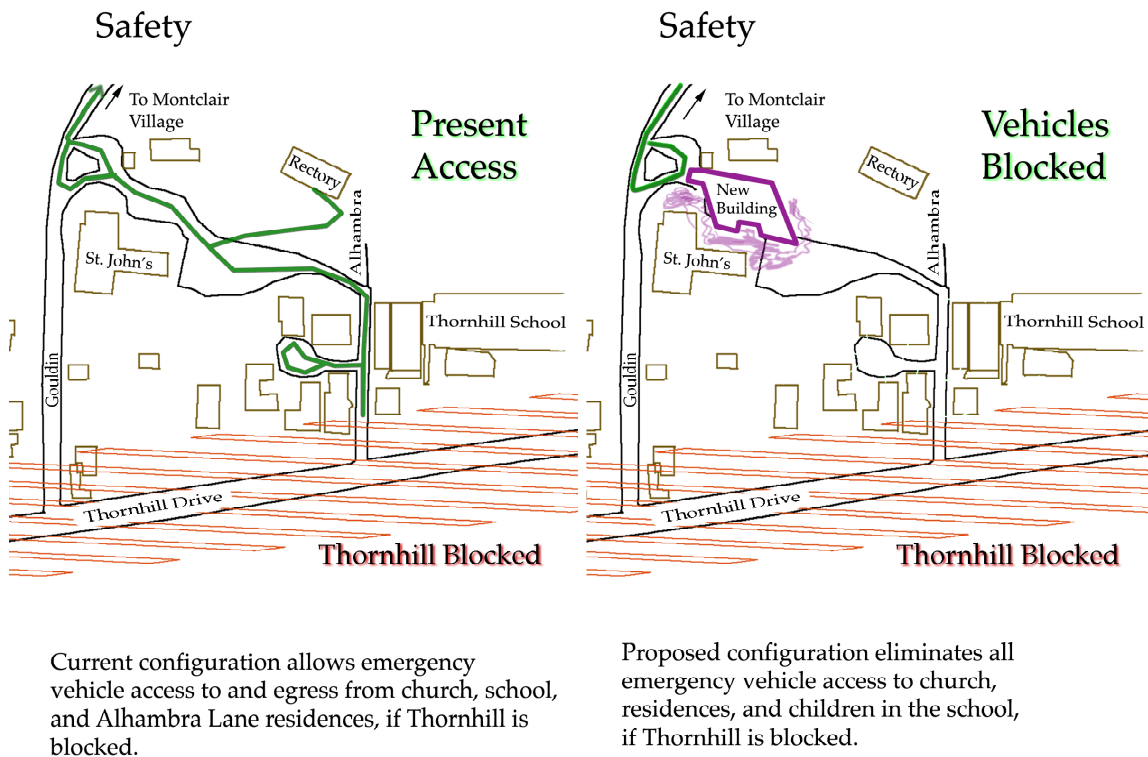 Safety
To Montclair
Village
Present
Access
Rectory
Alhambra
St. John's
Thornhill School
Gouldin
Thornhill Drive
Thornhill Blocked
Current configuration allows emergency
vehicle access to and egress from church, school,
and Alhambra Lane residences, if Thornhill is
blocked.
Safety
To Montclair
Village
Vehicles
Blocked
Rectory
New
Building
Alhambra
St. John's
Thornhill School
Gouldin
Thornhill Drive
Thornhill Blocked
Proposed configuration eliminates all
emergency vehicle access to church,
residences, and children in the school,
if Thornhill is blocked.